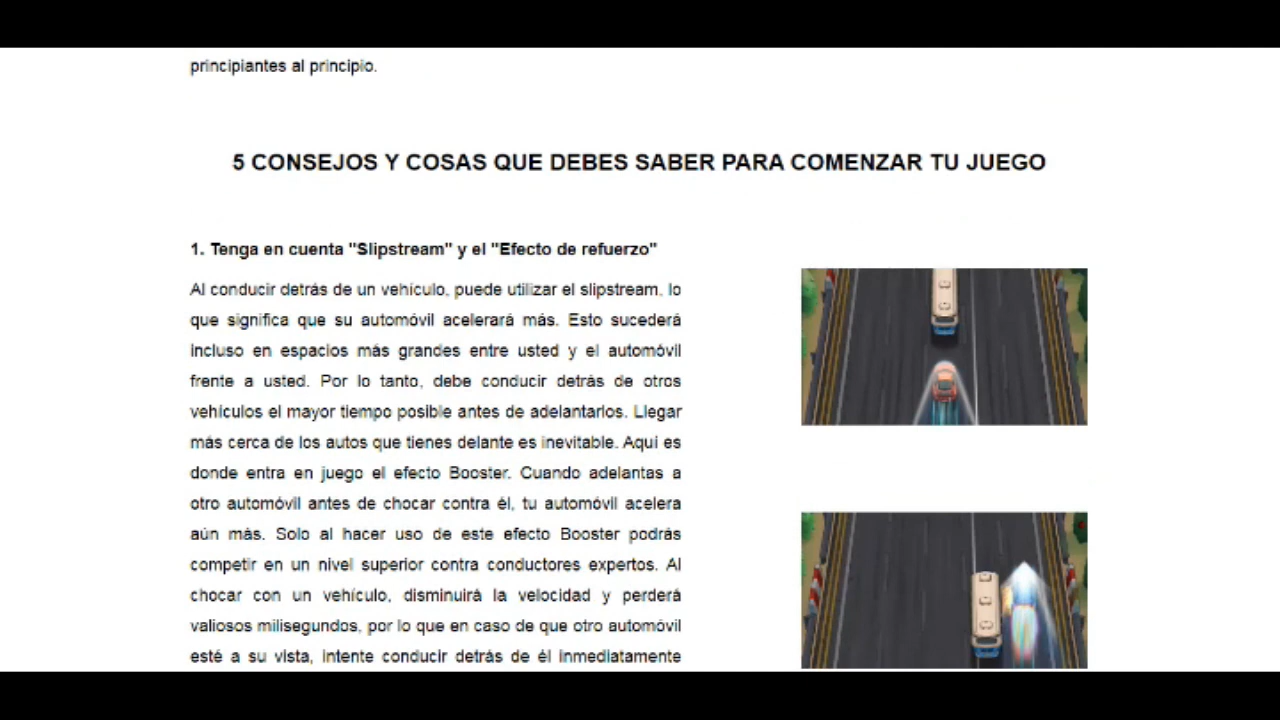 principiantes al principio.
5 CONSEJOS Y COSAS QUE DEBES SABER PARA COMENZAR TU JUEGO
1. Tenga en cuenta "Slipstream" y el "Efecto de refuerzo"
Al conducir detrás de un vehículo, puede utilizar el slipstream, lo
que significa que su automóvil acelerará más. Esto sucederá
incluso en espacios más grandes entre usted y el automóvil
frente a usted. Por lo tanto, debe conducir detrás de otros
vehículos el mayor tiempo posible antes de adelantarlos. Llegar
más cerca de los autos que tienes delante es inevitable. Aquí es
donde entra en juego el efecto Booster. Cuando adelantas a
otro automóvil antes de chocar contra él, tu automóvil acelera
aún más. Solo al hacer uso de este efecto Booster podrás
competir en un nivel superior contra conductores expertos. Al
chocar con un vehículo, disminuirá la velocidad y perderá
valiosos milisegundos, por lo que en caso de que otro automóvil
esté a su vista, intente conducir detrás de él inmediatamente